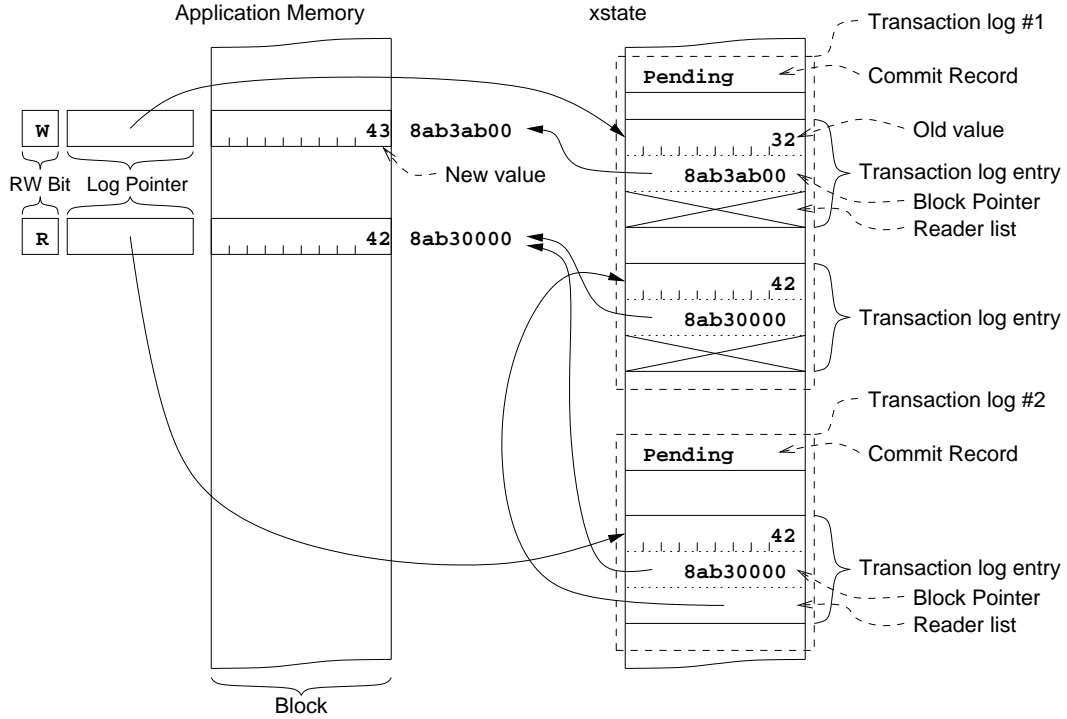 Application Memory
xstate
Transaction log #1
Pending
Commit Record
W
43
8ab3ab00
32
Old value
RW Bit
Log Pointer
New value
8ab3ab00
Transaction log entry
Block Pointer
Reader list
R
42
8ab30000
42
8ab30000
Transaction log entry
Transaction log #2
Pending
Commit Record
42
8ab30000
Transaction log entry
Block Pointer
Reader list
Block